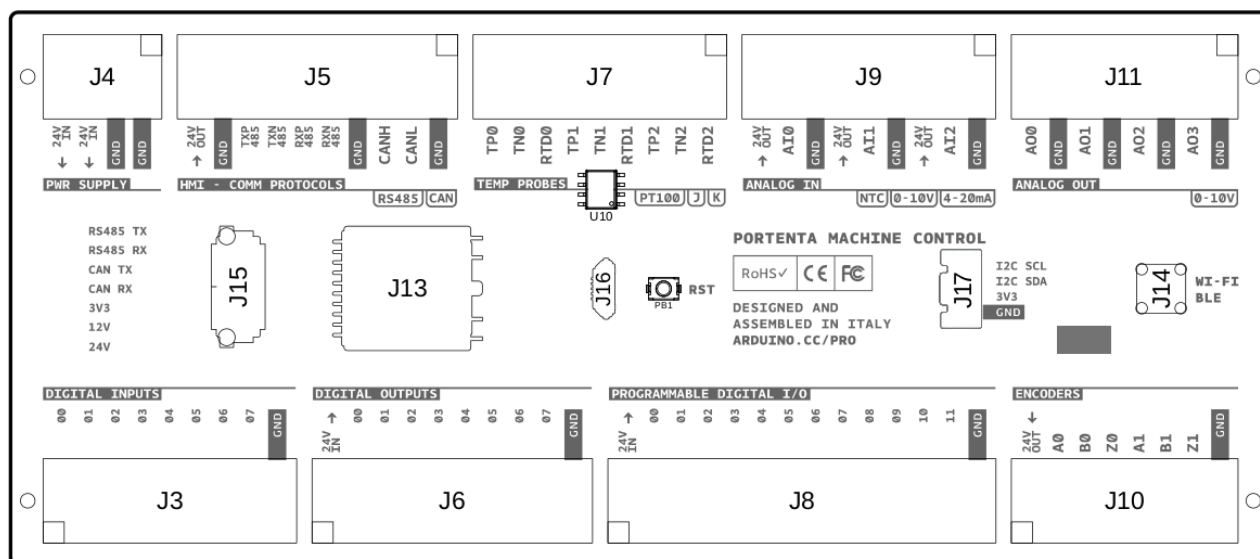 J4
J5
J7
J9
J11
24V IN
24V IN
GND
GND
24V OUT
GND
TXP 485
TXN 485
RXP 485
RXN 485
GND
CANH
CANL
GND
TP0
TN0
RTD0
TP1
TN1
RTD1
TP2
TN2
RTD2
24V OUT
AI0
GND
24V OUT
AI1
GND
24V OUT
AI2
GND
AO0
GND
AO1
GND
AO2
GND
AO3
GND
PWR SUPPLY
HMI - COMM PROTOCOLS
RS485 CAN
TEMP PROBES
U10
PT100 J K
ANALOG IN
NTC 0-10V 4-20mA
ANALOG OUT
0-10V
RS485 TX
RS485 RX
CAN TX
CAN RX
3V3
12V
24V
J15
J13
J16
PB1
RST
PORTENTA MACHINE CONTROL
RoHS✓ CE FC
DESIGNED AND
ASSEMBLED IN ITALY
ARDUINO.CC/PRO
J17
I2C SCL
I2C SDA
3V3
GND
J14
WI-FI
BLE
DIGITAL INPUTS
00
01
02
03
04
05
06
07
GND
DIGITAL OUTPUTS
24V IN
00
01
02
03
04
05
06
07
GND
PROGRAMMABLE DIGITAL I/O
24V IN
00
01
02
03
04
05
06
07
08
09
10
11
GND
ENCODERS
24V OUT
A0
B0
Z0
A1
B1
Z1
GND
J3
J6
J8
J10